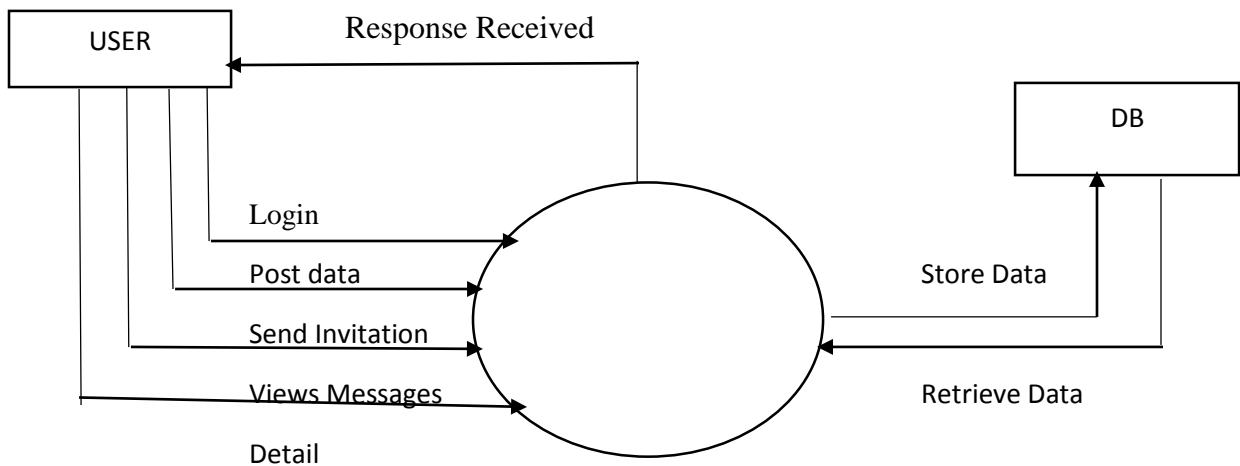 USER
Response Received
DB
Login
Post data
Store Data
Send Invitation
Views Messages
Retrieve Data
Detail